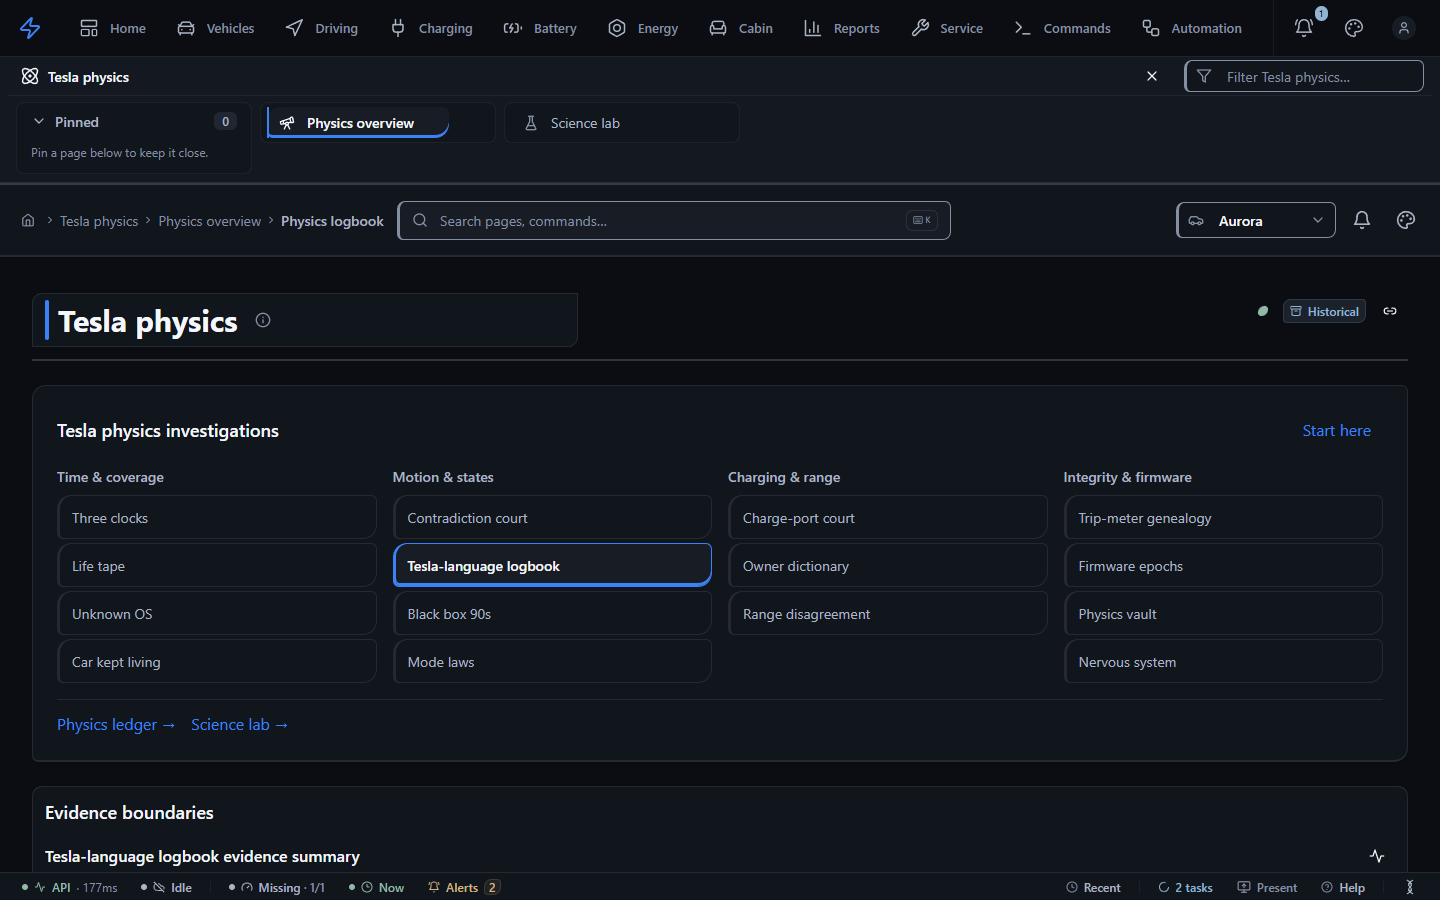 Home Vehicles Driving Charging Battery Energy Cabin Reports Service Commands Automation 1
Tesla physics
Filter Tesla physics...
Pinned 0
Pin a page below to keep it close.
Physics overview
Science lab
Tesla physics Physics overview Physics logbook
Search pages, commands...
K
Aurora
Tesla physics
Historical
Tesla physics investigations
Start here
Time & coverage
Three clocks
Life tape
Unknown OS
Car kept living
Motion & states
Contradiction court
Tesla-language logbook
Black box 90s
Mode laws
Charging & range
Charge-port court
Owner dictionary
Range disagreement
Integrity & firmware
Trip-meter genealogy
Firmware epochs
Physics vault
Nervous system
Physics ledger →
Science lab →
Evidence boundaries
Tesla-language logbook evidence summary
API · 177ms Idle Missing · 1/1 Now Alerts 2 Recent 2 tasks Present Help